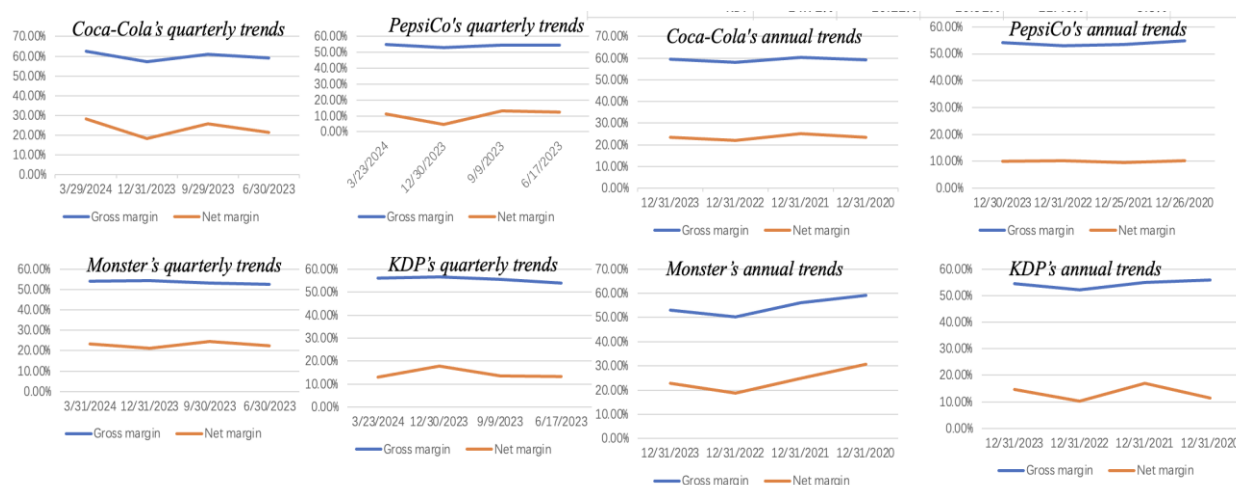 Coca-Cola’s quarterly trends
70.00%
60.00%
50.00%
40.00%
30.00%
20.00%
10.00%
0.00%
3/29/2024 12/31/2023 9/29/2023 6/30/2023
Gross margin Net margin
PepsiCo's quarterly trends
60.00%
50.00%
40.00%
30.00%
20.00%
10.00%
0.00%
3/23/2024 12/30/2023 9/9/2023 6/17/2023
Gross margin Net margin
Coca-Cola's annual trends
70.00%
60.00%
50.00%
40.00%
30.00%
20.00%
10.00%
0.00%
12/31/2023 12/31/2022 12/31/2021 12/31/2020
Gross margin Net margin
PepsiCo's annual trends
60.00%
50.00%
40.00%
30.00%
20.00%
10.00%
0.00%
12/30/2023 12/31/2022 12/25/2021 12/26/2020
Gross margin Net margin
Monster’s quarterly trends
60.00%
50.00%
40.00%
30.00%
20.00%
10.00%
0.00%
3/31/2024 12/31/2023 9/30/2023 6/30/2023
Gross margin Net margin
KDP’s quarterly trends
60.00%
50.00%
40.00%
30.00%
20.00%
10.00%
0.00%
3/23/2024 12/30/2023 9/9/2023 6/17/2023
Gross margin Net margin
Monster’s annual trends
70.00%
60.00%
50.00%
40.00%
30.00%
20.00%
10.00%
0.00%
12/31/2023 12/31/2022 12/31/2021 12/31/2020
Gross margin Net margin
KDP’s annual trends
60.00%
50.00%
40.00%
30.00%
20.00%
10.00%
0.00%
12/31/2023 12/31/2022 12/31/2021 12/31/2020
Gross margin Net margin